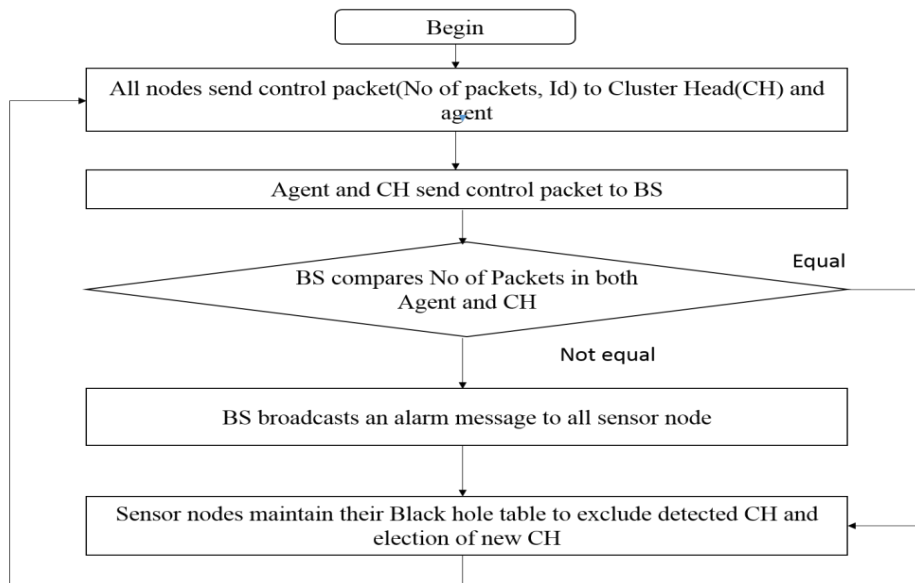 Begin
All nodes send control packet(No of packets, Id) to Cluster Head(CH) and
agent
Agent and CH send control packet to BS
BS compares No of Packets in both
Agent and CH
Equal
Not equal
BS broadcasts an alarm message to all sensor node
Sensor nodes maintain their Black hole table to exclude detected CH and
election of new CH